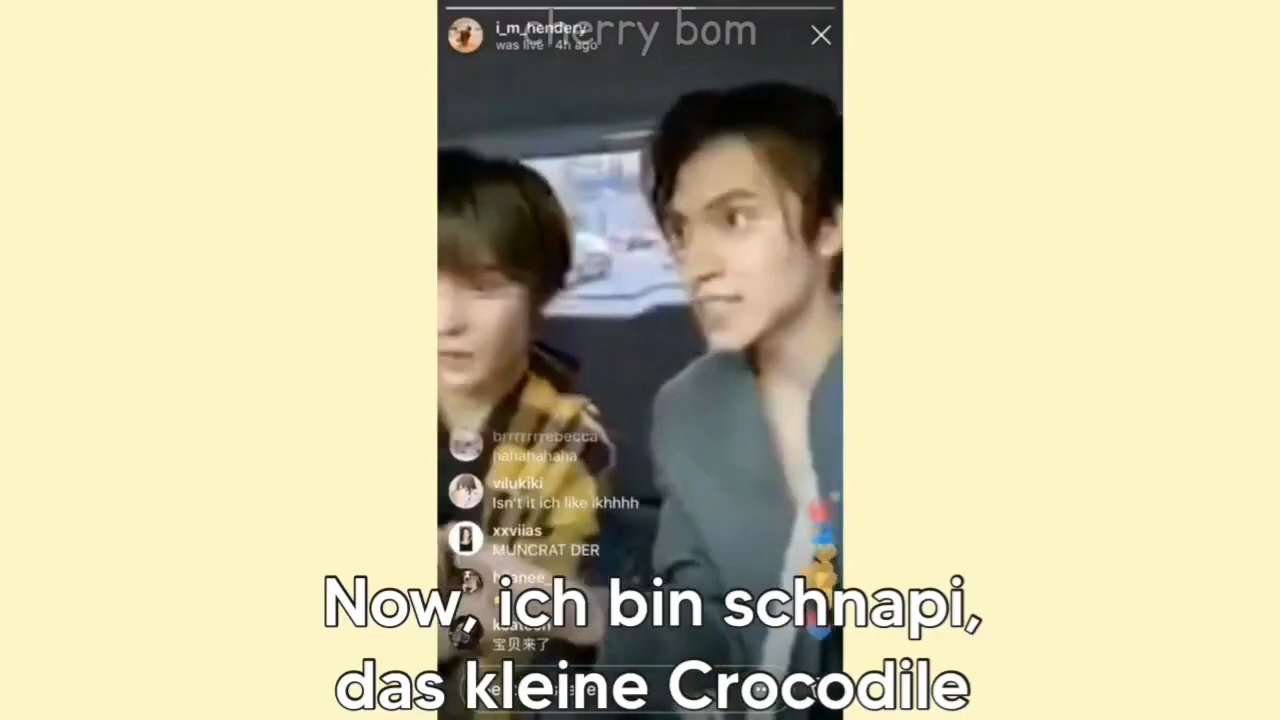 cherry bom
i_m_hendery
was live · 4h ago
brrrrrrrebecca
hahahahaha
vilukiki
Isn't it ich like ikhhhh
xxviias
MUNCRAT DER
宝贝来了
Now, ich bin schnapi,
das kleine Crocodile